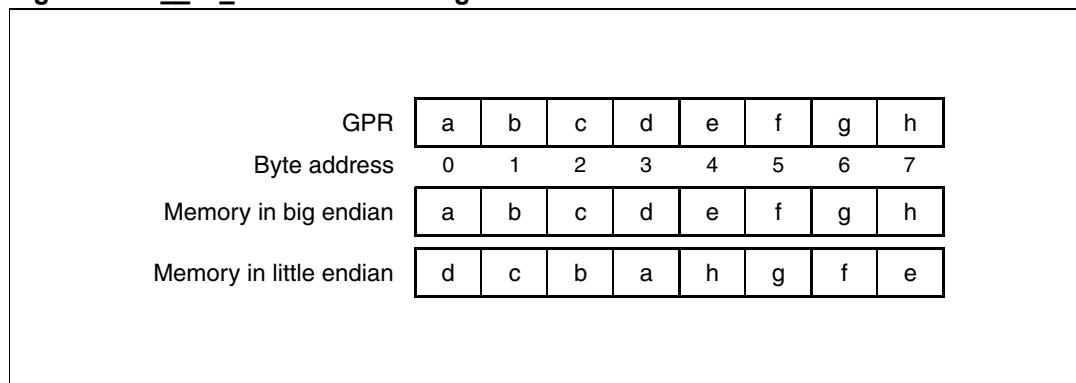 GPR a b c d e f g h
Byte address 0 1 2 3 4 5 6 7
Memory in big endian a b c d e f g h
Memory in little endian d c b a h g f e